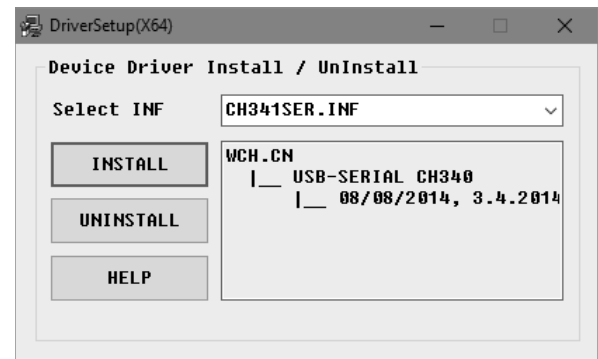 DriverSetup(X64)
Device Driver Install / UnInstall
Select INF
CH341SER.INF
INSTALL
UNINSTALL
HELP
WCH.CN
|__ USB-SERIAL CH340
|__ 08/08/2014, 3.4.2014